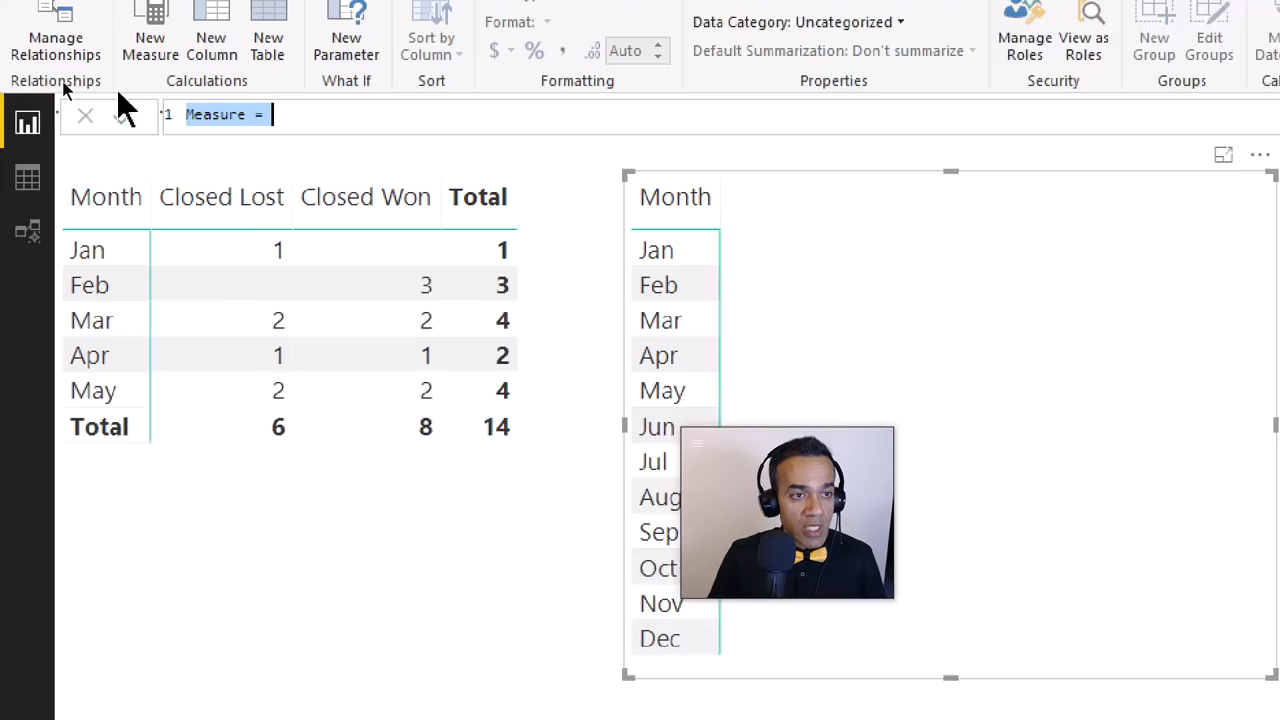 Manage Relationships
New Measure
New Column
New Table
New Parameter
Sort by Column
Format:
$ % , .00 Auto
Data Category: Uncategorized
Default Summarization: Don't summarize
Manage Roles
View as Roles
New Group
Edit Groups
Relationships
Calculations
What If
Sort
Formatting
Properties
Security
Groups
1 Measure =
Month Closed Lost Closed Won Total
Jan 1 1
Feb 3 3
Mar 2 2 4
Apr 1 1 2
May 2 2 4
Total 6 8 14
Month
Jan
Feb
Mar
Apr
May
Jun
Jul
Aug
Sep
Oct
Nov
Dec